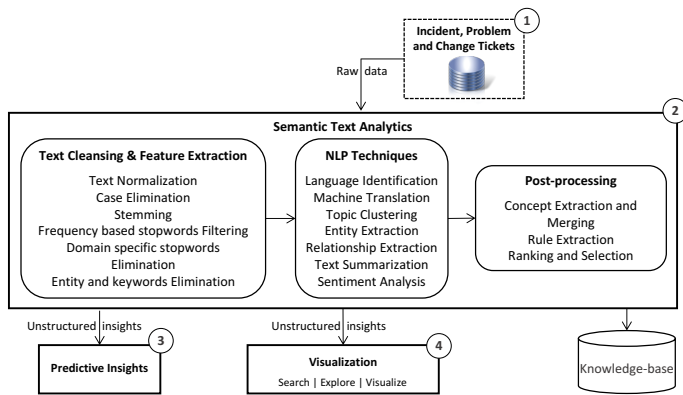 1
Incident, Problem
and Change Tickets
Raw data
2
Semantic Text Analytics
Text Cleansing & Feature Extraction
Text Normalization
Case Elimination
Stemming
Frequency based stopwords Filtering
Domain specific stopwords
Elimination
Entity and keywords Elimination
NLP Techniques
Language Identification
Machine Translation
Topic Clustering
Entity Extraction
Relationship Extraction
Text Summarization
Sentiment Analysis
Post-processing
Concept Extraction and
Merging
Rule Extraction
Ranking and Selection
Unstructured insights
3
Predictive Insights
Unstructured insights
4
Visualization
Search | Explore | Visualize
Knowledge-base